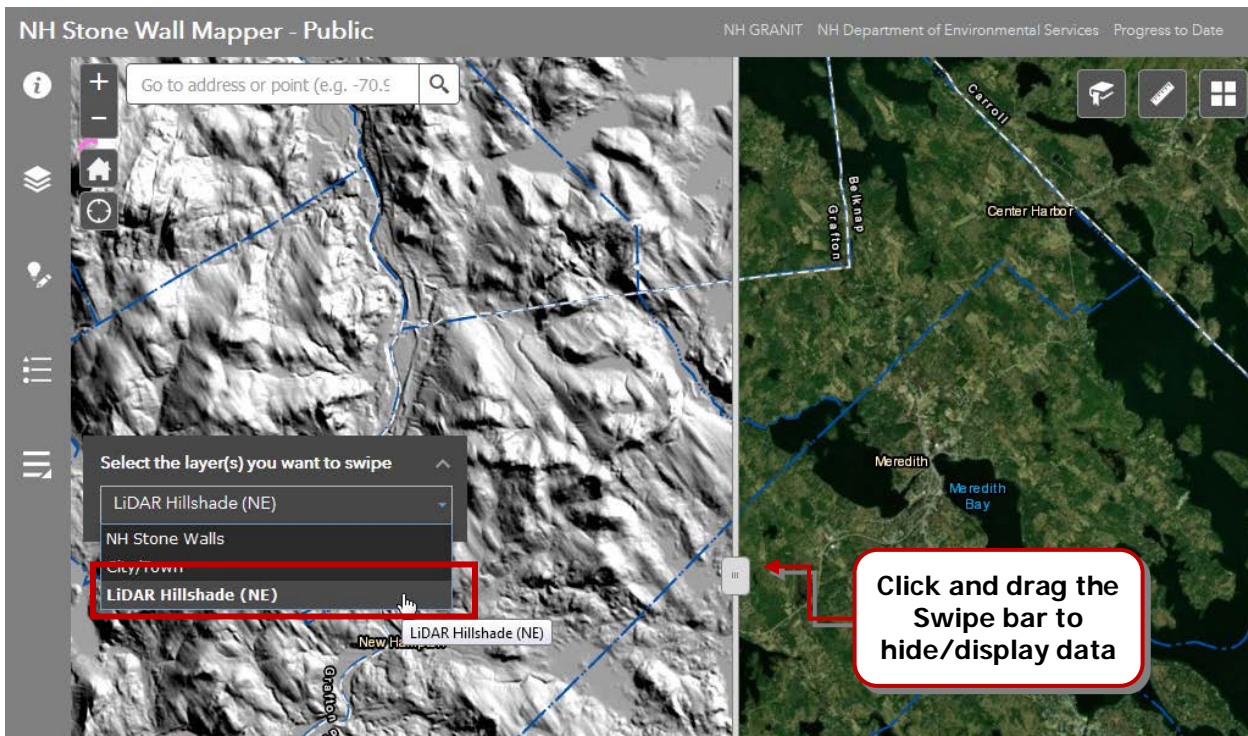 NH Stone Wall Mapper - Public
NH GRANIT NH Department of Environmental Services Progress to Date
Go to address or point (e.g. -70.9
Carroll
Belknap
Grafton
Center Harbor
Select the layer(s) you want to swipe
LiDAR Hillshade (NE)
NH Stone Walls
City/Town
LiDAR Hillshade (NE)
LiDAR Hillshade (NE)
Meredith
Meredith
Bay
Click and drag the
Swipe bar to
hide/display data
New Hampton
Grafton